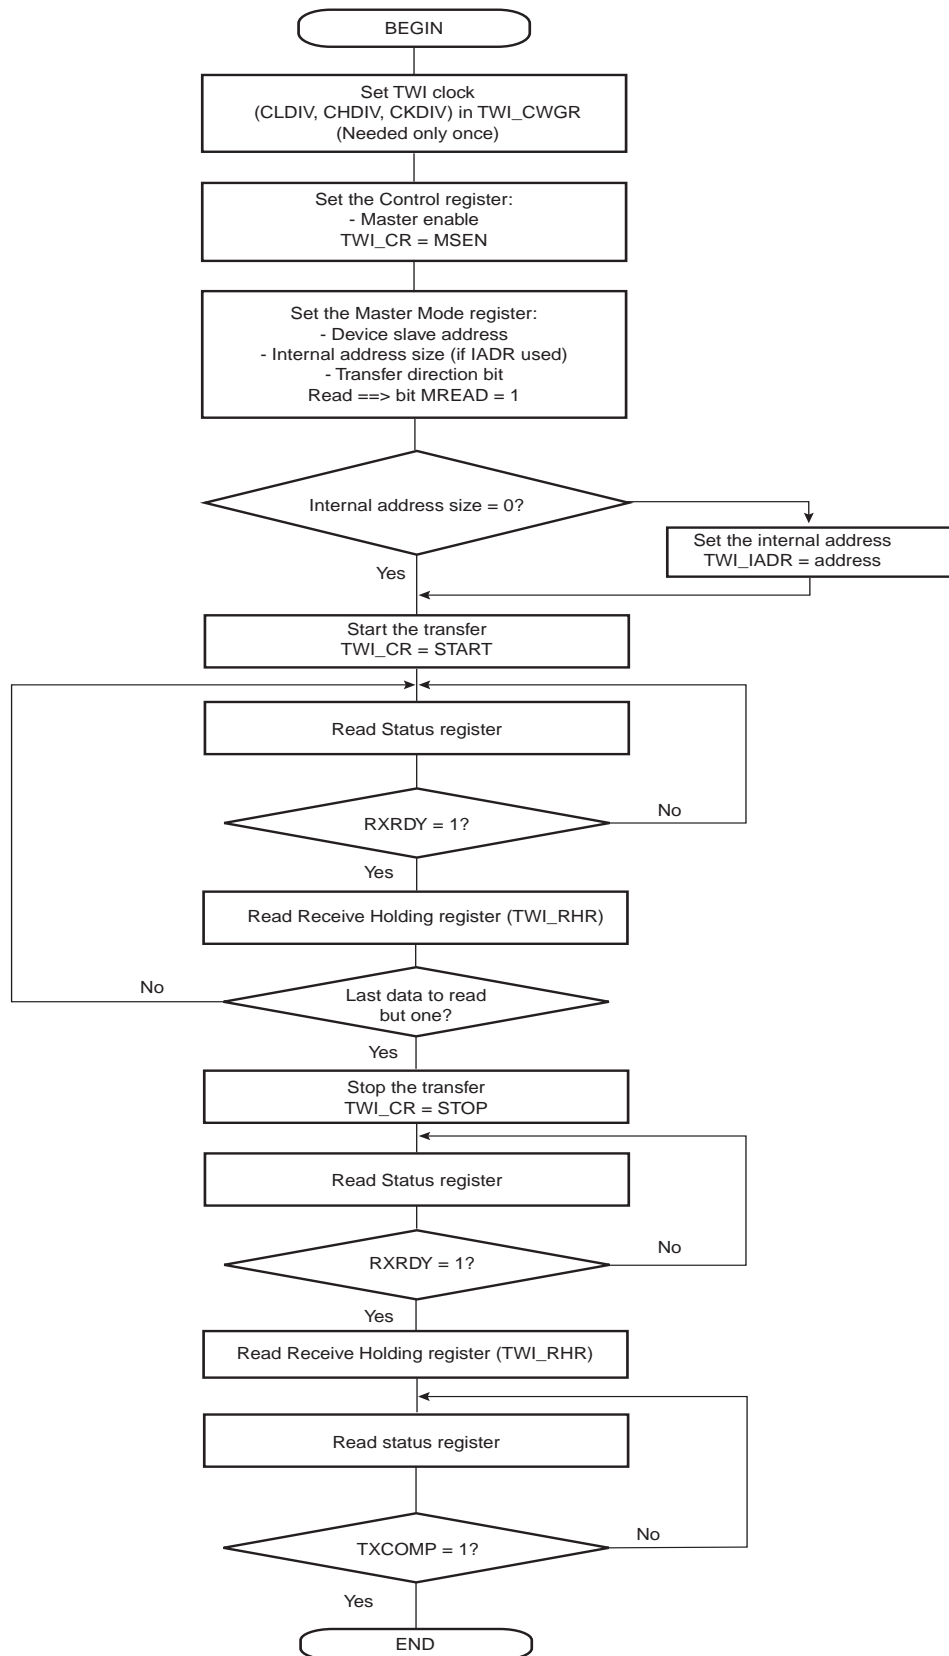 BEGIN
Set TWI clock
(CLDIV, CHDIV, CKDIV) in TWI_CWGR
(Needed only once)
Set the Control register:
- Master enable
TWI_CR = MSEN
Set the Master Mode register:
- Device slave address
- Internal address size (if IADR used)
- Transfer direction bit
Read ==> bit MREAD = 1
Internal address size = 0?
Set the internal address
TWI_IADR = address
Yes
Start the transfer
TWI_CR = START
Read Status register
RXRDY = 1?
No
Yes
Read Receive Holding register (TWI_RHR)
No
Last data to read
but one?
Yes
Stop the transfer
TWI_CR = STOP
Read Status register
RXRDY = 1?
No
Yes
Read Receive Holding register (TWI_RHR)
Read status register
TXCOMP = 1?
No
Yes
END